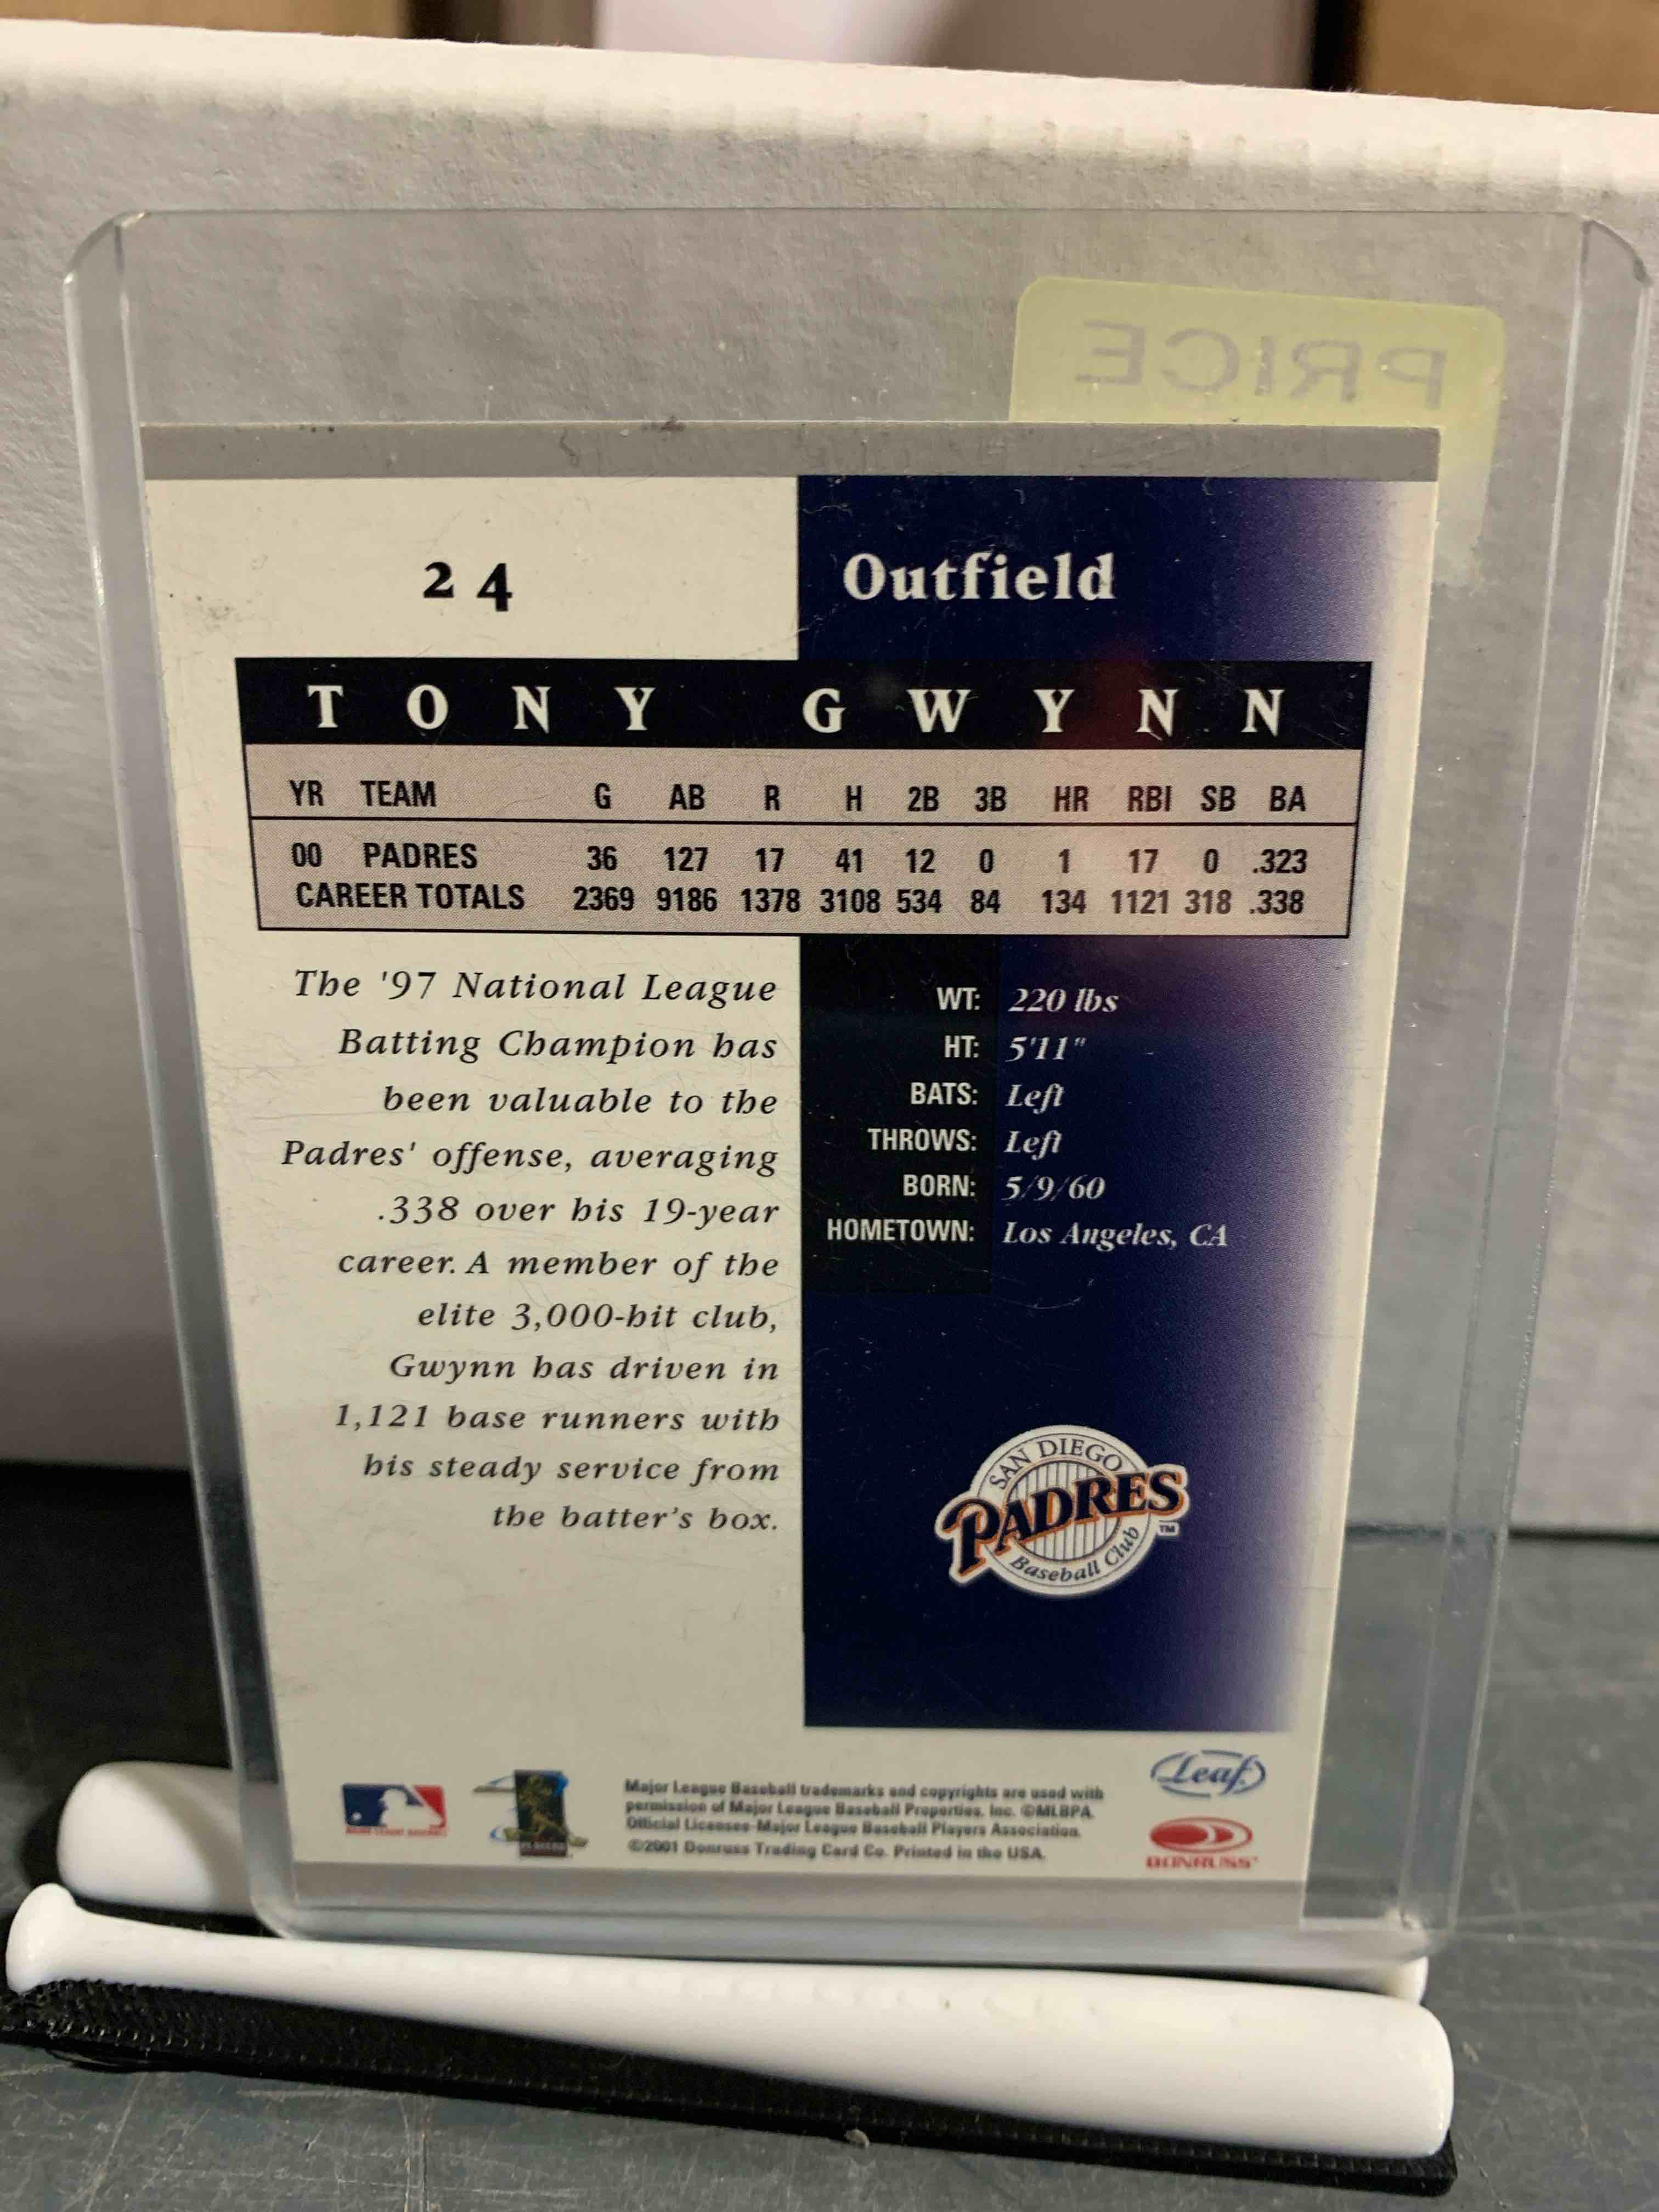 PRICE
24
Outfield
TONY GWYNN
YR TEAM G AB R H 2B 3B HR RBI SB BA
00 PADRES 36 127 17 41 12 0 1 17 0 .323
CAREER TOTALS 2369 9186 1378 3108 534 84 134 1121 318 .338
The '97 National League
Batting Champion has
been valuable to the
Padres' offense, averaging
.338 over his 19-year
career. A member of the
elite 3,000-hit club,
Gwynn has driven in
1,121 base runners with
his steady service from
the batter's box.
WT: 220 lbs
HT: 5'11"
BATS: Left
THROWS: Left
BORN: 5/9/60
HOMETOWN: Los Angeles, CA
SAN DIEGO
PADRES
TM
Baseball Club
Major League Baseball trademarks and copyrights are used with
permission of Major League Baseball Properties, Inc. ©MLBPA
Official Licensee-Major League Baseball Players Association.
©2001 Donruss Trading Card Co. Printed in the USA.
Leaf
DONRUSS